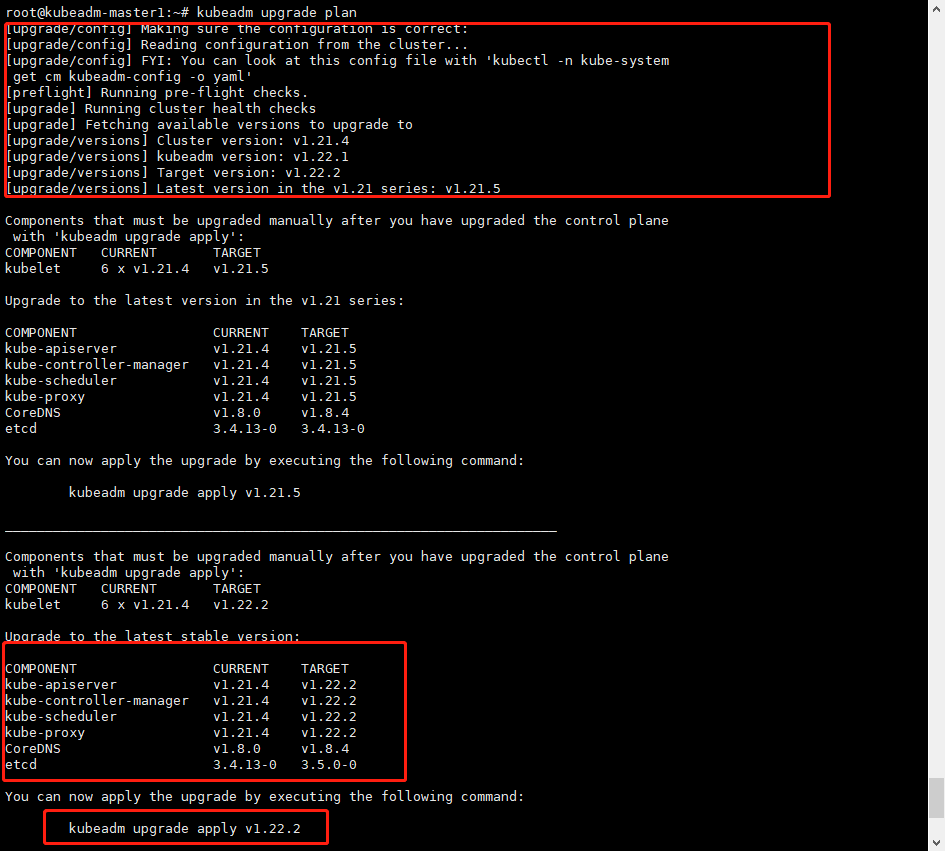 root@kubeadm-master1:~# kubeadm upgrade plan
[upgrade/config] Making sure the configuration is correct:
[upgrade/config] Reading configuration from the cluster...
[upgrade/config] FYI: You can look at this config file with 'kubectl -n kube-system
 get cm kubeadm-config -o yaml'
[preflight] Running pre-flight checks.
[upgrade] Running cluster health checks
[upgrade] Fetching available versions to upgrade to
[upgrade/versions] Cluster version: v1.21.4
[upgrade/versions] kubeadm version: v1.22.1
[upgrade/versions] Target version: v1.22.2
[upgrade/versions] Latest version in the v1.21 series: v1.21.5
Components that must be upgraded manually after you have upgraded the control plane
 with 'kubeadm upgrade apply':
COMPONENT   CURRENT       TARGET
kubelet     6 x v1.21.4   v1.21.5
Upgrade to the latest version in the v1.21 series:
COMPONENT                 CURRENT    TARGET
kube-apiserver            v1.21.4    v1.21.5
kube-controller-manager   v1.21.4    v1.21.5
kube-scheduler            v1.21.4    v1.21.5
kube-proxy                v1.21.4    v1.21.5
CoreDNS                   v1.8.0     v1.8.4
etcd                      3.4.13-0   3.4.13-0
You can now apply the upgrade by executing the following command:
        kubeadm upgrade apply v1.21.5
_____________________________________________________________________
Components that must be upgraded manually after you have upgraded the control plane
 with 'kubeadm upgrade apply':
COMPONENT   CURRENT       TARGET
kubelet     6 x v1.21.4   v1.22.2
Upgrade to the latest stable version:
COMPONENT                 CURRENT    TARGET
kube-apiserver            v1.21.4    v1.22.2
kube-controller-manager   v1.21.4    v1.22.2
kube-scheduler            v1.21.4    v1.22.2
kube-proxy                v1.21.4    v1.22.2
CoreDNS                   v1.8.0     v1.8.4
etcd                      3.4.13-0   3.5.0-0
You can now apply the upgrade by executing the following command:
        kubeadm upgrade apply v1.22.2